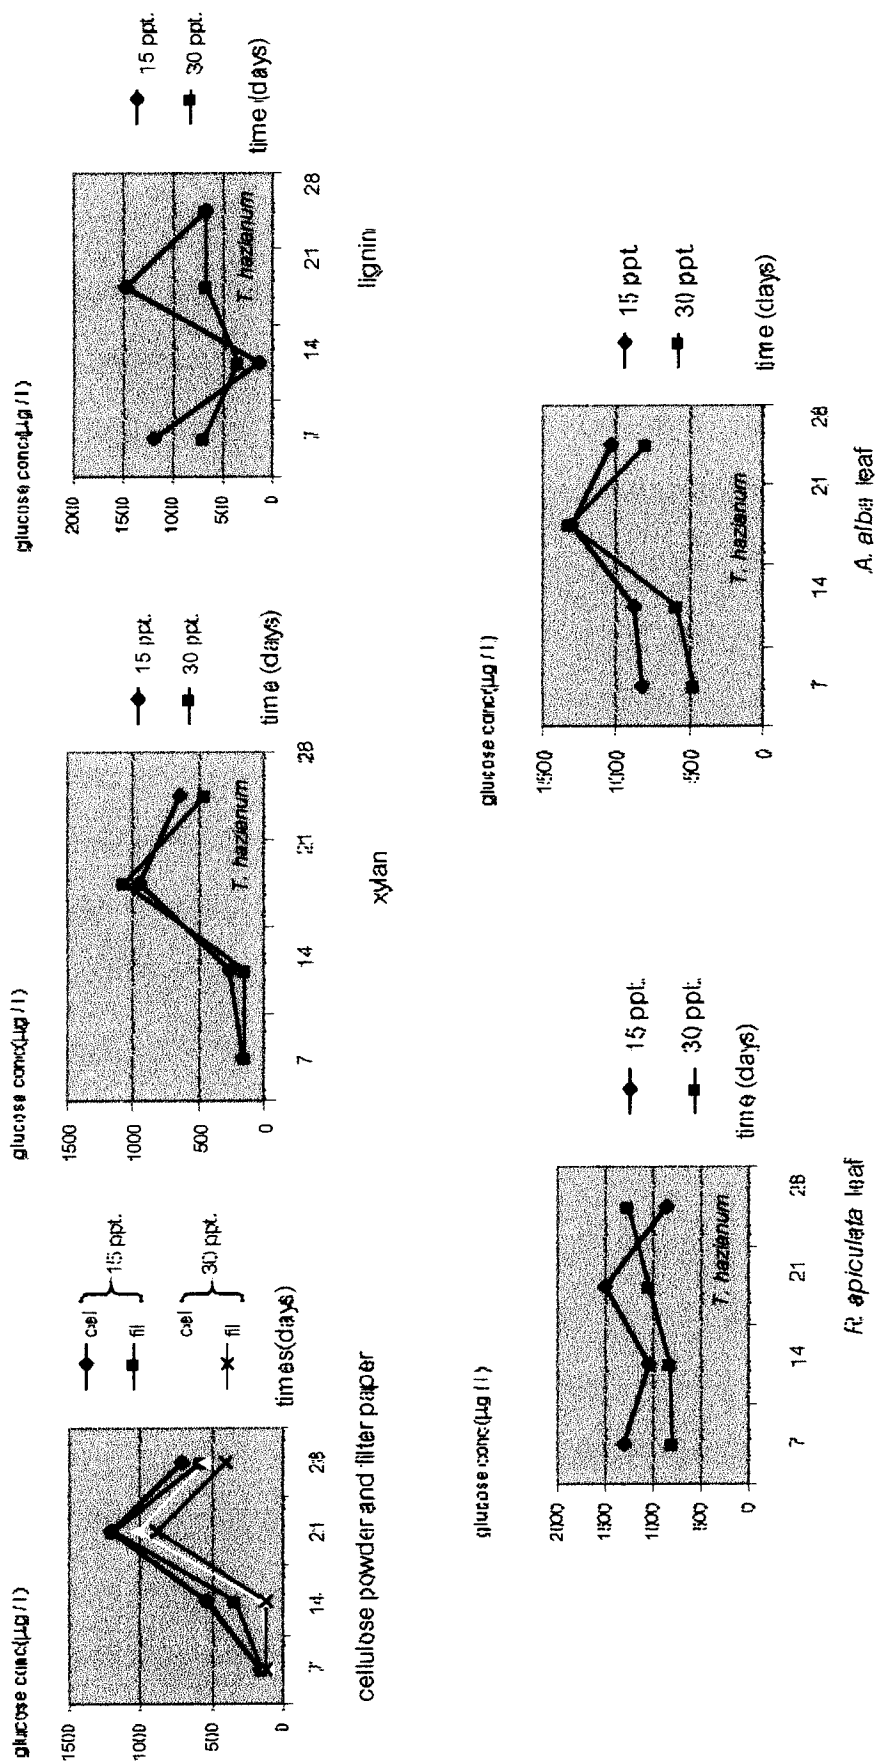 glucose conc(µg / l)
1500
1000
500
0
7
14
21
28
T. hazianum
15 ppt.
30 ppt.
time (days)
A. alba leaf
glucose conc(µg / l)
2000
1500
1000
500
0
7
14
21
28
T. hazianum
15 ppt.
30 ppt.
time (days)
R. apiculata leaf
glucose conc(µg / l)
2000
1500
1000
500
0
7
14
21
28
T. hazianum
15 ppt.
30 ppt.
time (days)
lignin
glucose conc(µg / l)
1500
1000
500
0
7
14
21
28
T. hazianum
15 ppt.
30 ppt.
time (days)
xylan
glucose conc(µg / l)
1500
1000
500
0
7
14
21
28
cel
fil
15 ppt.
cel
fil
30 ppt.
times(days)
cellulose powder and filter paper